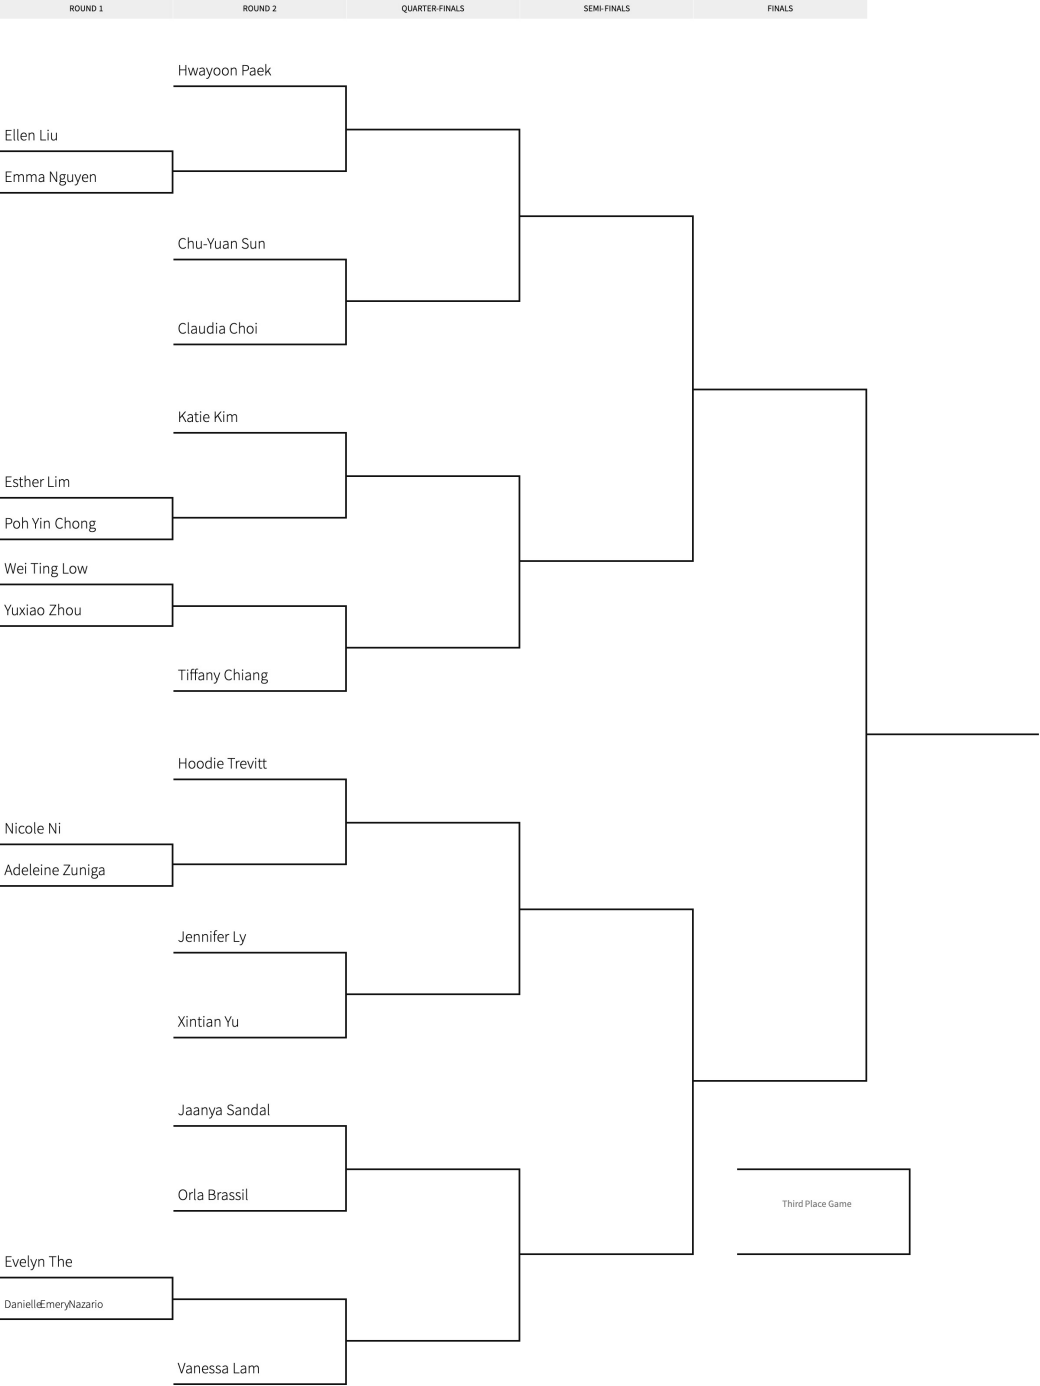 ROUND 1
ROUND 2
QUARTER-FINALS
SEMI-FINALS
FINALS
Hwayoon Paek
Ellen Liu
Emma Nguyen
Chu-Yuan Sun
Claudia Choi
Katie Kim
Esther Lim
Poh Yin Chong
Wei Ting Low
Yuxiao Zhou
Tiffany Chiang
Hoodie Trevitt
Nicole Ni
Adeleine Zuniga
Jennifer Ly
Xintian Yu
Jaanya Sandal
Orla Brassil
Third Place Game
Evelyn The
DanielleEmeryNazario
Vanessa Lam